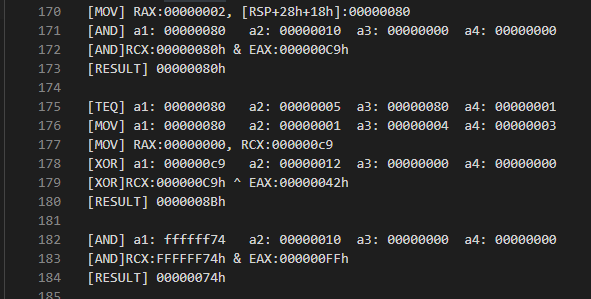 170 [MOV] RAX:00000002, [RSP+28h+18h]:00000080
171 [AND] a1: 00000080 a2: 00000010 a3: 00000000 a4: 00000000
172 [AND]RCX:00000080h & EAX:000000C9h
173 [RESULT] 00000080h
174
175 [TEQ] a1: 00000080 a2: 00000005 a3: 00000080 a4: 00000001
176 [MOV] a1: 00000080 a2: 00000001 a3: 00000004 a4: 00000003
177 [MOV] RAX:00000000, RCX:000000c9
178 [XOR] a1: 000000c9 a2: 00000012 a3: 00000000 a4: 00000000
179 [XOR]RCX:000000C9h ^ EAX:00000042h
180 [RESULT] 0000008Bh
181
182 [AND] a1: ffffff74 a2: 00000010 a3: 00000000 a4: 00000000
183 [AND]RCX:FFFFFF74h & EAX:000000FFh
184 [RESULT] 00000074h
185